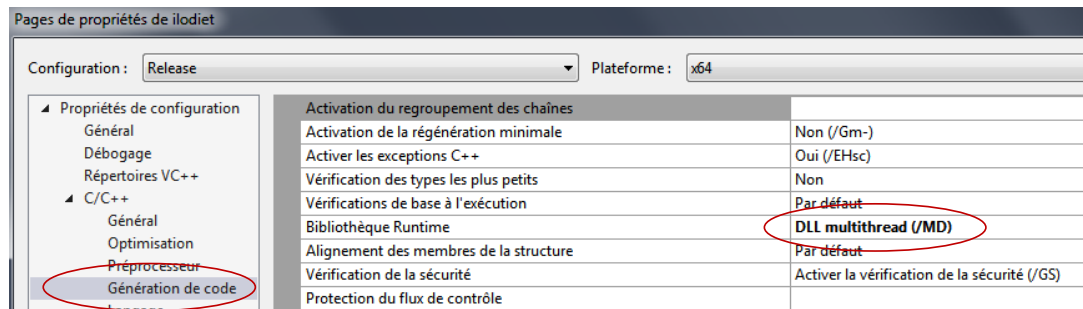 Pages de propriétés de ilodiet
Configuration : Release Plateforme : x64
Propriétés de configuration
Général
Débogage
Répertoires VC++
C/C++
Général
Optimisation
Préprocesseur
Génération de code
Activation du regroupement des chaînes
Activation de la régénération minimale Non (/Gm-)
Activer les exceptions C++ Oui (/EHsc)
Vérification des types les plus petits Non
Vérifications de base à l'exécution Par défaut
Bibliothèque Runtime DLL multithread (/MD)
Alignement des membres de la structure Par défaut
Vérification de la sécurité Activer la vérification de la sécurité (/GS)
Protection du flux de contrôle